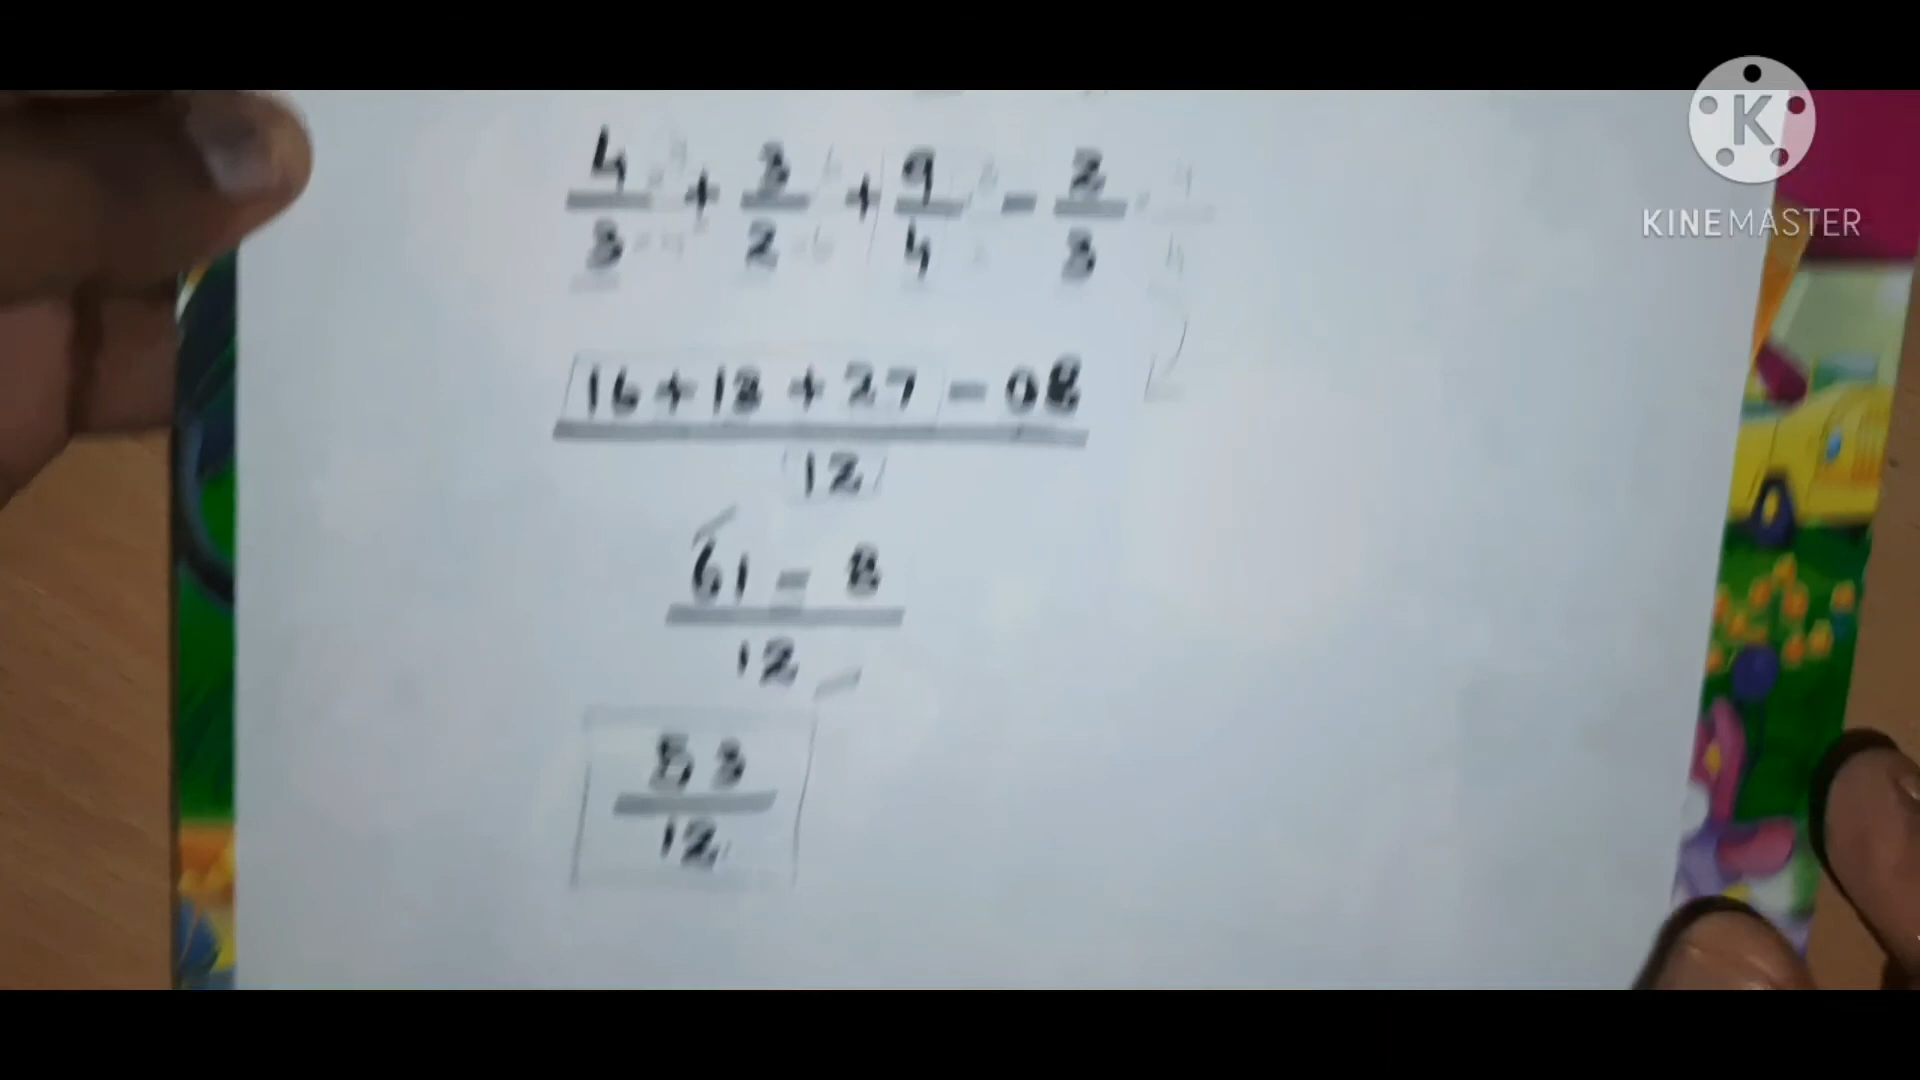 4/3 + 3/2 + 9/4 - 2/3
16 + 18 + 27 - 08
12
61 - 8
12
53
12
K
KINEMASTER